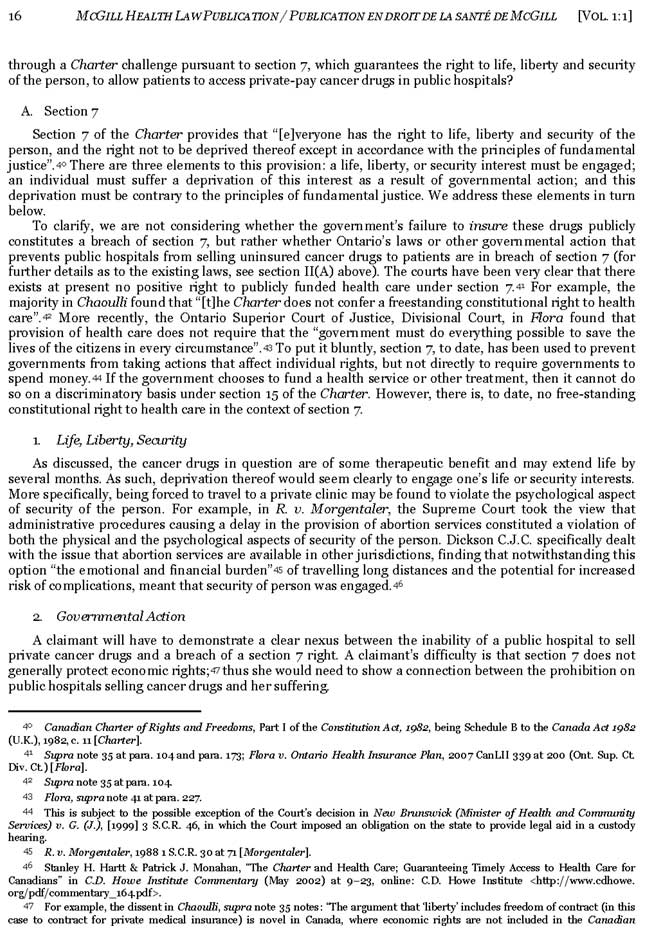 16 MCGILL HEALTH LAW PUBLICATION / PUBLICATION EN DROIT DE LA SANTÉ DE MCGILL [VOL. 1:1]
through a Charter challenge pursuant to section 7, which guarantees the right to life, liberty and security
of the person, to allow patients to access private-pay cancer drugs in public hospitals?
A. Section 7
Section 7 of the Charter provides that “[e]veryone has the right to life, liberty and security of the
person, and the right not to be deprived thereof except in accordance with the principles of fundamental
justice”.40 There are three elements to this provision: a life, liberty, or security interest must be engaged;
an individual must suffer a deprivation of this interest as a result of governmental action; and this
deprivation must be contrary to the principles of fundamental justice. We address these elements in turn
below.
To clarify, we are not considering whether the government’s failure to insure these drugs publicly
constitutes a breach of section 7, but rather whether Ontario’s laws or other governmental action that
prevents public hospitals from selling uninsured cancer drugs to patients are in breach of section 7 (for
further details as to the existing laws, see section II(A) above). The courts have been very clear that there
exists at present no positive right to publicly funded health care under section 7.41 For example, the
majority in Chaoulli found that “[t]he Charter does not confer a freestanding constitutional right to health
care”.42 More recently, the Ontario Superior Court of Justice, Divisional Court, in Flora found that
provision of health care does not require that the “government must do everything possible to save the
lives of the citizens in every circumstance”.43 To put it bluntly, section 7, to date, has been used to prevent
governments from taking actions that affect individual rights, but not directly to require governments to
spend money.44 If the government chooses to fund a health service or other treatment, then it cannot do
so on a discriminatory basis under section 15 of the Charter. However, there is, to date, no free-standing
constitutional right to health care in the context of section 7.
1. Life, Liberty, Security
As discussed, the cancer drugs in question are of some therapeutic benefit and may extend life by
several months. As such, deprivation thereof would seem clearly to engage one’s life or security interests.
More specifically, being forced to travel to a private clinic may be found to violate the psychological aspect
of security of the person. For example, in R. v. Morgentaler, the Supreme Court took the view that
administrative procedures causing a delay in the provision of abortion services constituted a violation of
both the physical and the psychological aspects of security of the person. Dickson C.J.C. specifically dealt
with the issue that abortion services are available in other jurisdictions, finding that notwithstanding this
option “the emotional and financial burden”45 of travelling long distances and the potential for increased
risk of complications, meant that security of person was engaged.46
2. Governmental Action
A claimant will have to demonstrate a clear nexus between the inability of a public hospital to sell
private cancer drugs and a breach of a section 7 right. A claimant’s difficulty is that section 7 does not
generally protect economic rights;47 thus she would need to show a connection between the prohibition on
public hospitals selling cancer drugs and her suffering.
40 Canadian Charter of Rights and Freedoms, Part I of the Constitution Act, 1982, being Schedule B to the Canada Act 1982
(U.K.), 1982, c. 11 [Charter].
41 Supra note 35 at para. 104 and para. 173; Flora v. Ontario Health Insurance Plan, 2007 CanLII 339 at 200 (Ont. Sup. Ct.
Div. Ct.) [Flora].
42 Supra note 35 at para. 104.
43 Flora, supra note 41 at para. 227.
44 This is subject to the possible exception of the Court’s decision in New Brunswick (Minister of Health and Community
Services) v. G. (J.), [1999] 3 S.C.R. 46, in which the Court imposed an obligation on the state to provide legal aid in a custody
hearing.
45 R. v. Morgentaler, 1988 1 S.C.R. 30 at 71 [Morgentaler].
46 Stanley H. Hartt & Patrick J. Monahan, “The Charter and Health Care; Guaranteeing Timely Access to Health Care for
Canadians” in C.D. Howe Institute Commentary (May 2002) at 9–23, online: C.D. Howe Institute <http://www.cdhowe.
org/pdf/commentary_164.pdf>.
47 For example, the dissent in Chaoulli, supra note 35 notes: “The argument that ‘liberty’ includes freedom of contract (in this
case to contract for private medical insurance) is novel in Canada, where economic rights are not included in the Canadian